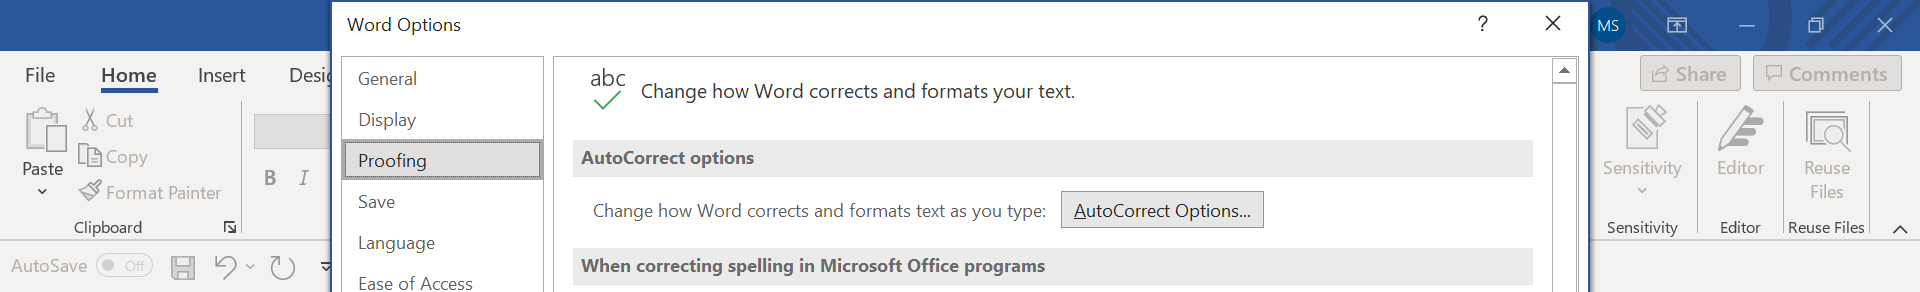 Word Options
?
MS
File
Home
Insert
Desig
Share
Comments
General
abc
Change how Word corrects and formats your text.
Display
Proofing
AutoCorrect options
Save
Change how Word corrects and formats text as you type:
AutoCorrect Options...
Language
When correcting spelling in Microsoft Office programs
Ease of Access
Paste
Cut
Copy
Format Painter
B I
Clipboard
Sensitivity
Editor
Reuse
Files
Sensitivity
Editor
Reuse Files
AutoSave
Off